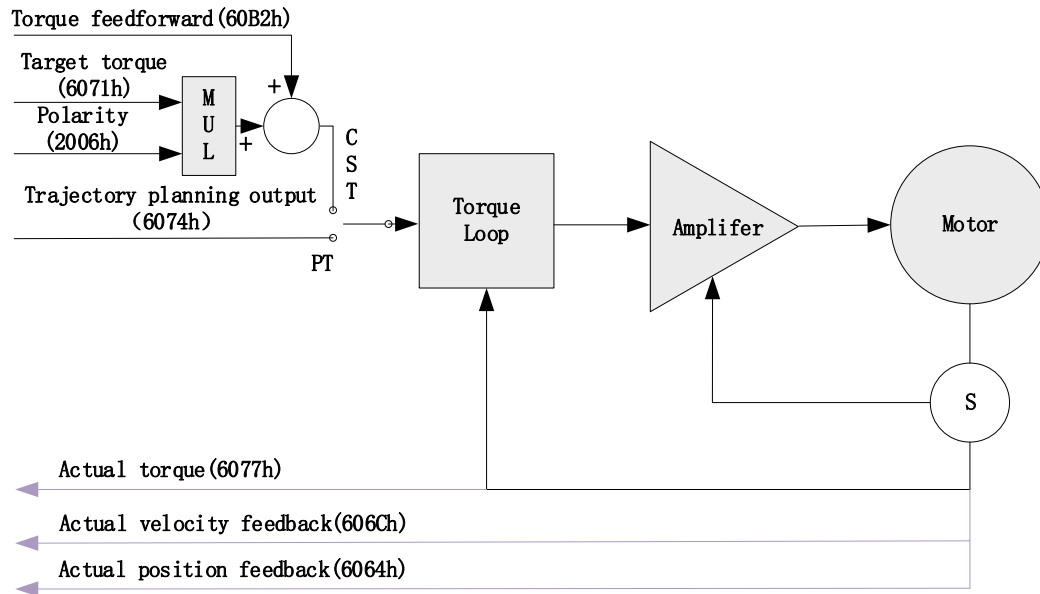 Torque feedforward(60B2h)
Target torque
(6071h)
Polarity
(2006h)
M
U
L
+
+
C
S
T
Trajectory planning output
(6074h)
PT
Torque
Loop
Amplifer
Motor
S
Actual torque(6077h)
Actual velocity feedback(606Ch)
Actual position feedback(6064h)